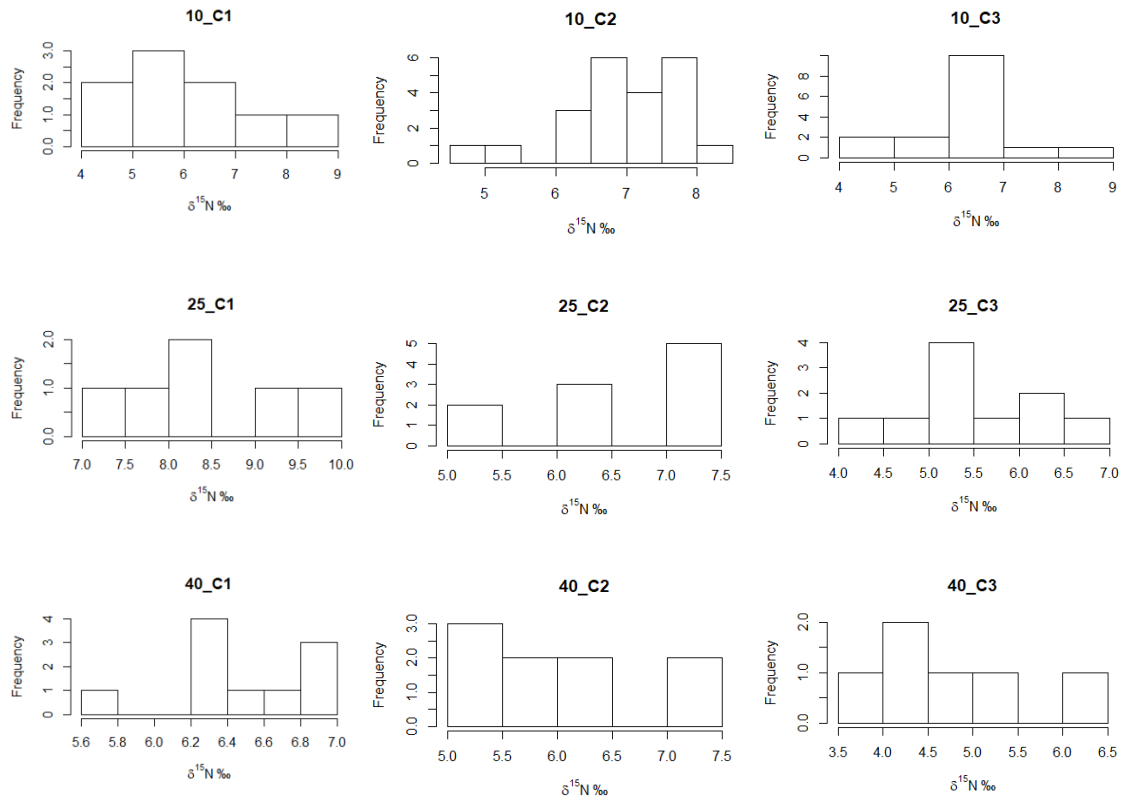 10_C1
Frequency
0.0 1.0 2.0 3.0
4 5 6 7 8 9
δ15N ‰
10_C2
Frequency
0 2 4 6
5 6 7 8
δ15N ‰
10_C3
Frequency
0 2 4 6 8
4 5 6 7 8 9
δ15N ‰
25_C1
Frequency
0.0 1.0 2.0
7.0 7.5 8.0 8.5 9.0 9.5 10.0
δ15N ‰
25_C2
Frequency
0 1 2 3 4 5
5.0 5.5 6.0 6.5 7.0 7.5
δ15N ‰
25_C3
Frequency
0 1 2 3 4
4.0 4.5 5.0 5.5 6.0 6.5 7.0
δ15N ‰
40_C1
Frequency
0 1 2 3 4
5.6 5.8 6.0 6.2 6.4 6.6 6.8 7.0
δ15N ‰
40_C2
Frequency
0.0 1.0 2.0 3.0
5.0 5.5 6.0 6.5 7.0 7.5
δ15N ‰
40_C3
Frequency
0.0 1.0 2.0
3.5 4.0 4.5 5.0 5.5 6.0 6.5
δ15N ‰